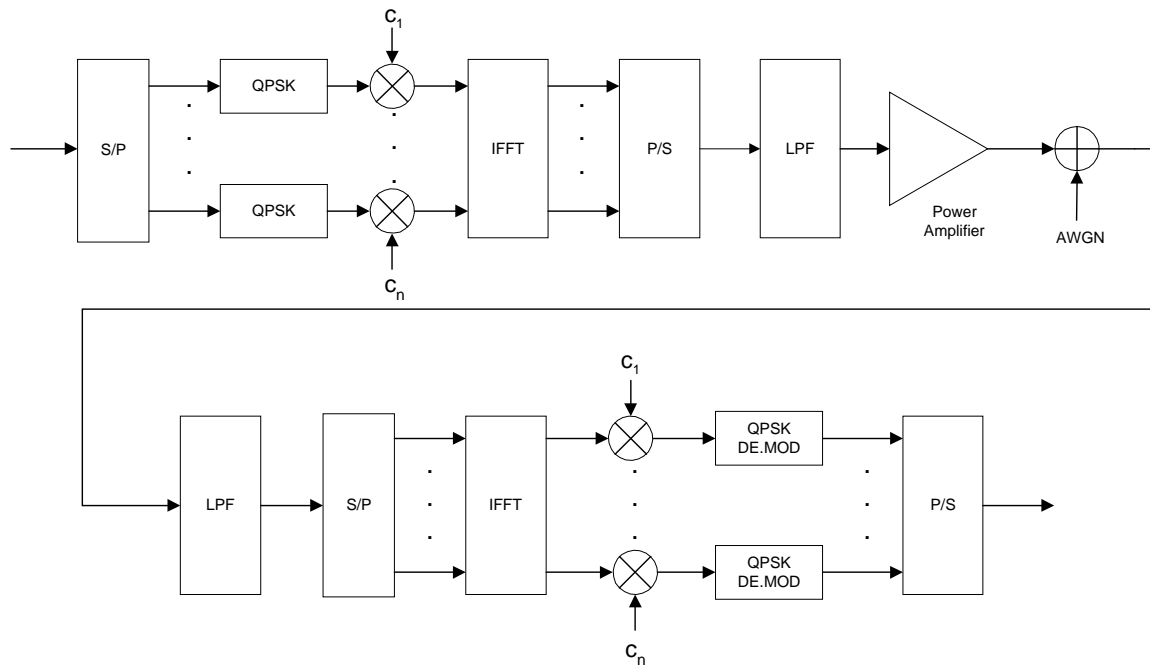 C1
S/P
QPSK
QPSK
Cn
IFFT
P/S
LPF
Power
Amplifier
AWGN
LPF
S/P
IFFT
C1
Cn
QPSK
DE.MOD
QPSK
DE.MOD
P/S